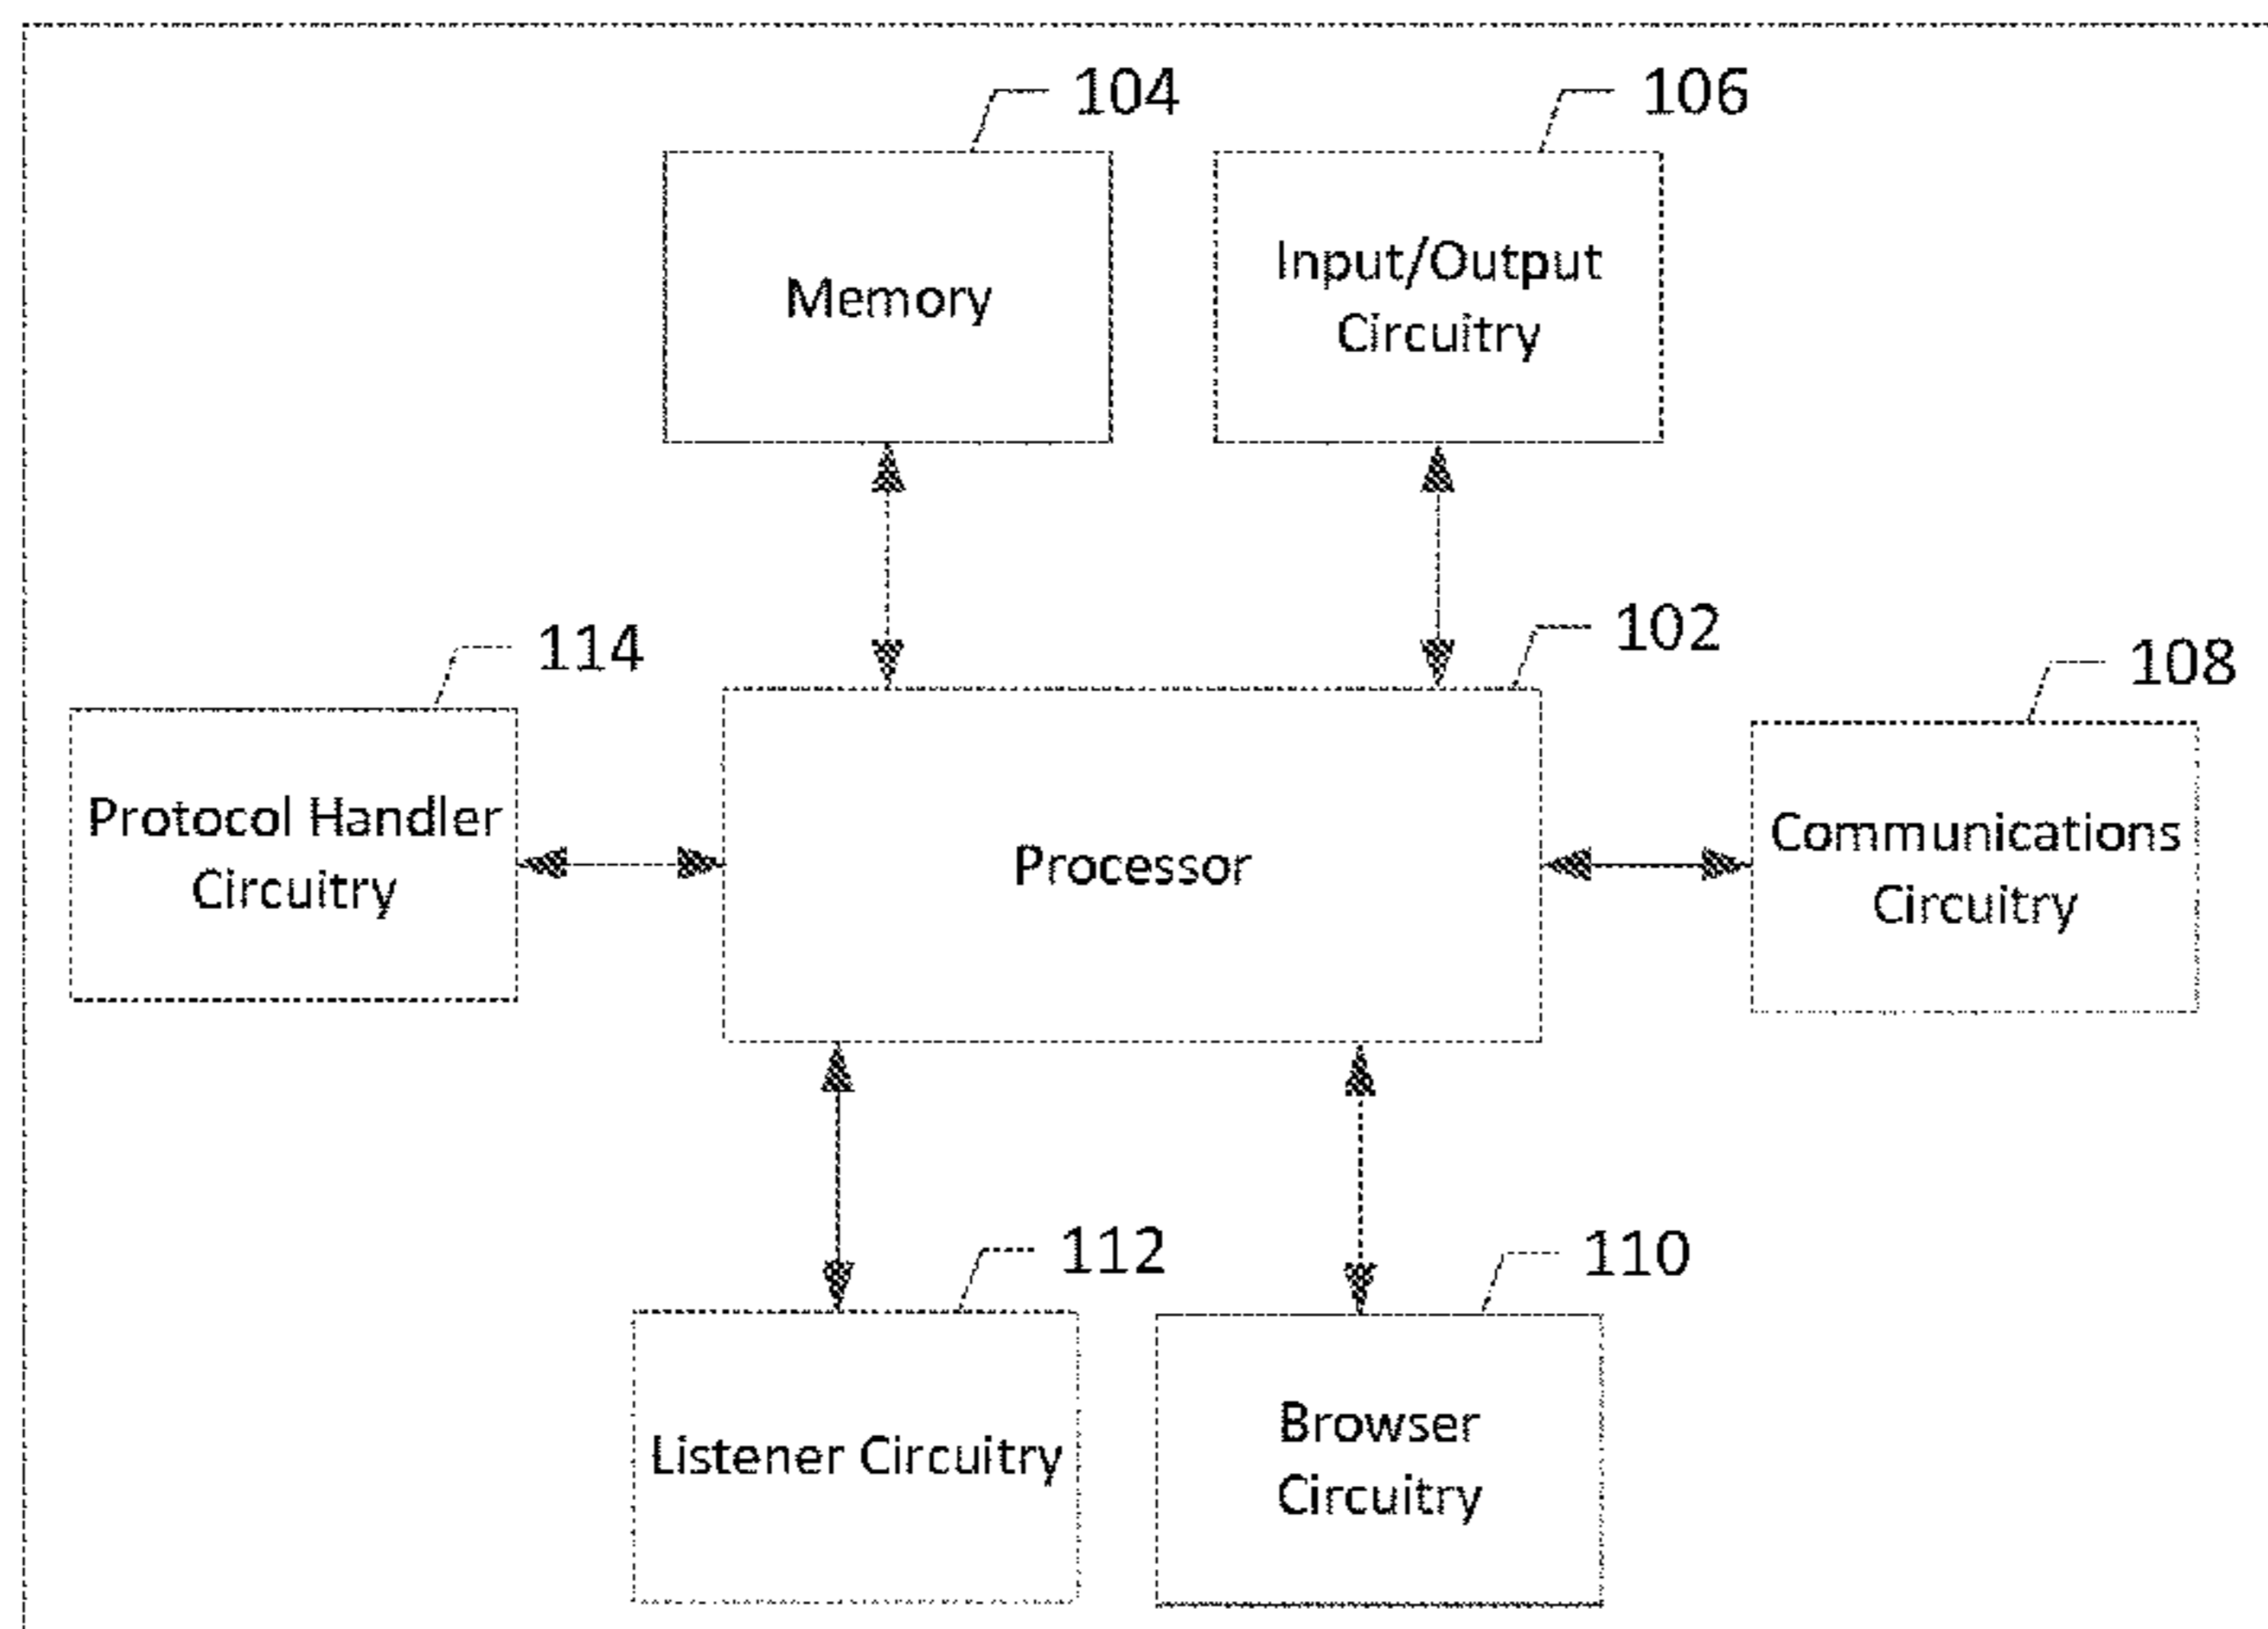 104
106
Memory
Input/Output
Circuitry
102
114
108
Protocol Handler
Circuitry
Processor
Communications
Circuitry
112
110
Listener Circuitry
Browser
Circuitry